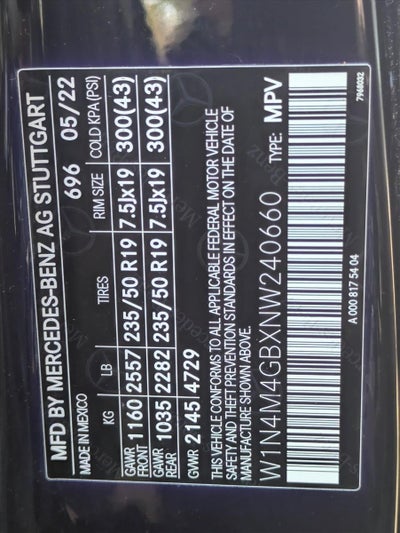 MFD BY MERCEDES-BENZ AG STUTTGART
MADE IN MEXICO 696 05/22
KG LB TIRES RIM SIZE COLD KPA(PSI)
GAWR FRONT 1160 2557 235/50 R19 7.5Jx19 300(43)
GAWR REAR 1035 2282 235/50 R19 7.5Jx19 300(43)
GVWR 2145 4729
THIS VEHICLE CONFORMS TO ALL APPLICABLE FEDERAL MOTOR VEHICLE
SAFETY AND THEFT PREVENTION STANDARDS IN EFFECT ON THE DATE OF
MANUFACTURE SHOWN ABOVE.
W1N4M4GBXNW240660 TYPE: MPV
A 000 817 54 04 7968032